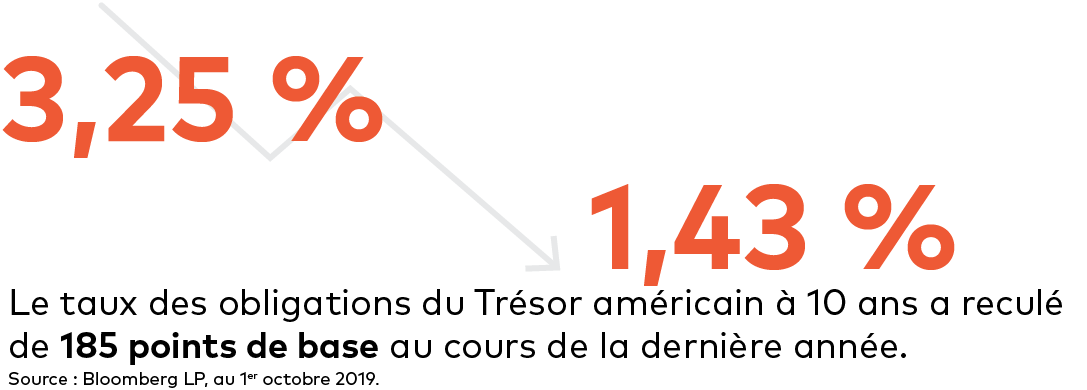 3,25 %
1,43 %
Le taux des obligations du Trésor américain à 10 ans a reculé
de 185 points de base au cours de la dernière année.
Source : Bloomberg LP, au 1er octobre 2019.